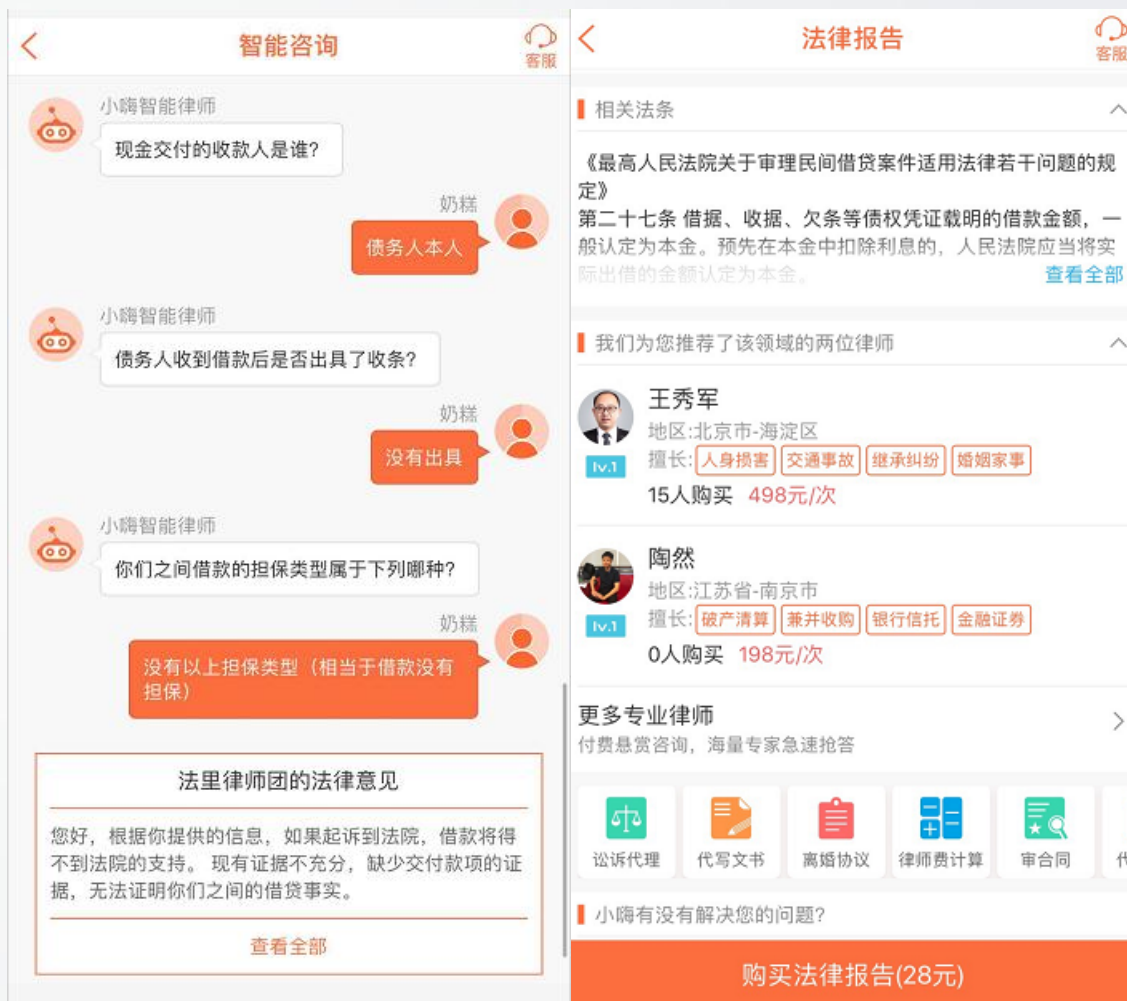 智能咨询
客服
小嗨智能律师
现金交付的收款人是谁？
奶糕
债务人本人
小嗨智能律师
债务人收到借款后是否出具了收条？
奶糕
没有出具
小嗨智能律师
你们之间借款的担保类型属于下列哪种？
奶糕
没有以上担保类型（相当于借款没有
担保）
法里律师团的法律意见
您好，根据你提供的信息，如果起诉到法院，借款将得
不到法院的支持。 现有证据不充分，缺少交付款项的证
据，无法证明你们之间的借贷事实。
查看全部
法律报告
客服
相关法条
《最高人民法院关于审理民间借贷案件适用法律若干问题的规
定》
第二十七条 借据、收据、欠条等债权凭证载明的借款金额，一
般认定为本金。预先在本金中扣除利息的，人民法院应当将实
际出借的金额认定为本金。 查看全部
我们为您推荐了该领域的两位律师
王秀军
地区:北京市-海淀区
lv.1
擅长: 人身损害 交通事故 继承纠纷 婚姻家事
15人购买 498元/次
陶然
地区:江苏省-南京市
lv.1
擅长: 破产清算 兼并收购 银行信托 金融证券
0人购买 198元/次
更多专业律师
付费悬赏咨询，海量专家急速抢答
讼诉代理 代写文书 离婚协议 律师费计算 审合同
小嗨有没有解决您的问题？
购买法律报告(28元)